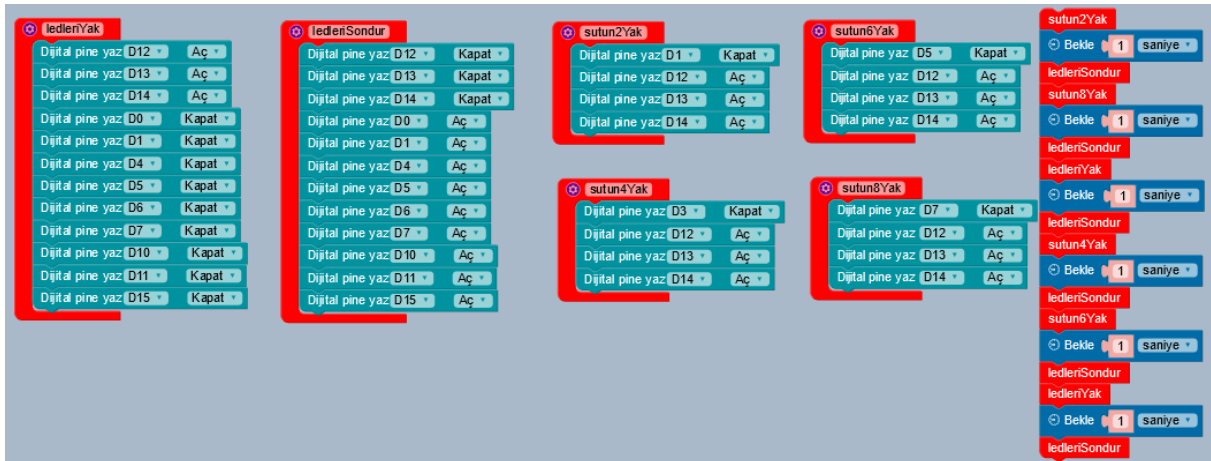 ledleriYak
Dijital pine yaz D12 Aç
Dijital pine yaz D13 Aç
Dijital pine yaz D14 Aç
Dijital pine yaz D0 Kapat
Dijital pine yaz D1 Kapat
Dijital pine yaz D4 Kapat
Dijital pine yaz D5 Kapat
Dijital pine yaz D6 Kapat
Dijital pine yaz D7 Kapat
Dijital pine yaz D10 Kapat
Dijital pine yaz D11 Kapat
Dijital pine yaz D15 Kapat
ledleriSondur
Dijital pine yaz D12 Kapat
Dijital pine yaz D13 Kapat
Dijital pine yaz D14 Kapat
Dijital pine yaz D0 Aç
Dijital pine yaz D1 Aç
Dijital pine yaz D4 Aç
Dijital pine yaz D5 Aç
Dijital pine yaz D6 Aç
Dijital pine yaz D7 Aç
Dijital pine yaz D10 Aç
Dijital pine yaz D11 Aç
Dijital pine yaz D15 Aç
sutun2Yak
Dijital pine yaz D1 Kapat
Dijital pine yaz D12 Aç
Dijital pine yaz D13 Aç
Dijital pine yaz D14 Aç
sutun4Yak
Dijital pine yaz D3 Kapat
Dijital pine yaz D12 Aç
Dijital pine yaz D13 Aç
Dijital pine yaz D14 Aç
sutun6Yak
Dijital pine yaz D5 Kapat
Dijital pine yaz D12 Aç
Dijital pine yaz D13 Aç
Dijital pine yaz D14 Aç
sutun8Yak
Dijital pine yaz D7 Kapat
Dijital pine yaz D12 Aç
Dijital pine yaz D13 Aç
Dijital pine yaz D14 Aç
sutun2Yak
Bekle 1 saniye
ledleriSondur
sutun8Yak
Bekle 1 saniye
ledleriSondur
ledleriYak
Bekle 1 saniye
ledleriSondur
sutun4Yak
Bekle 1 saniye
ledleriSondur
sutun6Yak
Bekle 1 saniye
ledleriSondur
ledleriYak
Bekle 1 saniye
ledleriSondur